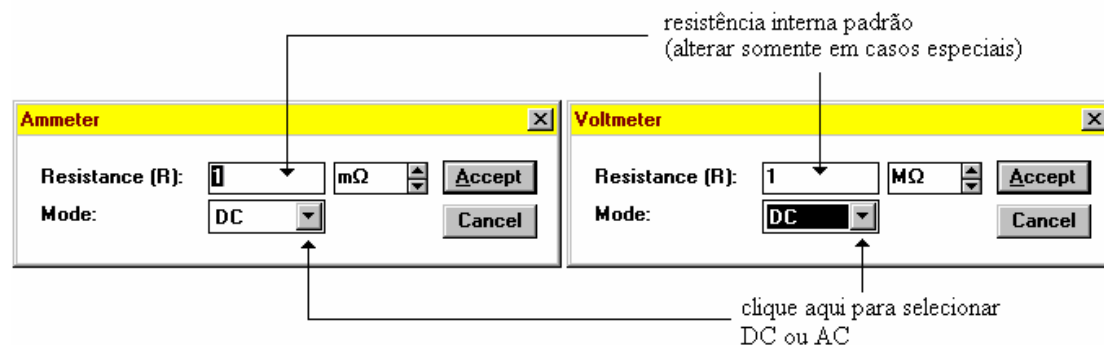 resistência interna padrão
(alterar somente em casos especiais)
Ammeter
Resistance (R): 1 mΩ Accept
Mode: DC Cancel
Voltmeter
Resistance (R): 1 MΩ Accept
Mode: DC Cancel
clique aqui para selecionar
DC ou AC